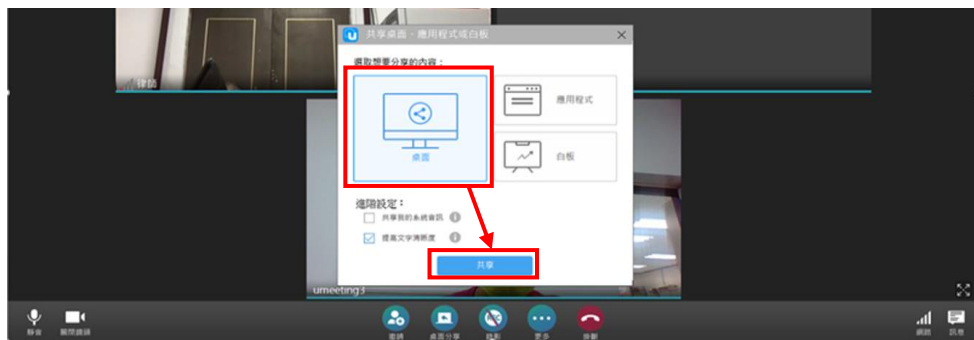 共享桌面、應用程式或白板
律師
選取想要分享的內容：
桌面
應用程式
白板
進階設定：
共享我的系統音訊
提高文字清晰度
共享
umeeting3
靜音
關閉鏡頭
邀請
桌面分享
錄影
更多
掛斷
網路
訊息